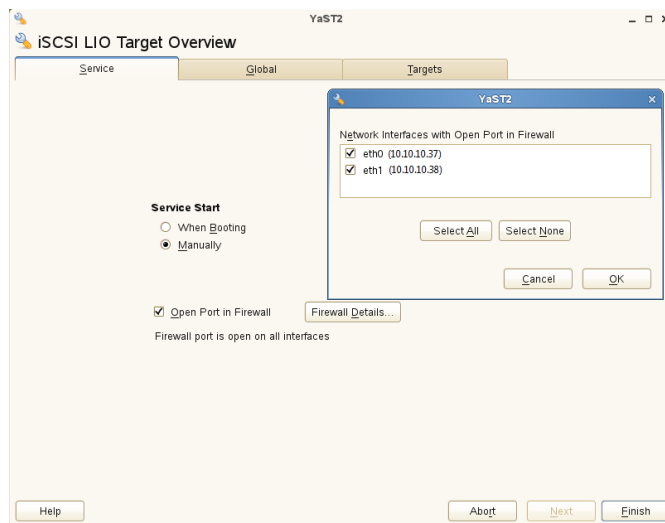 YaST2
iSCSI LIO Target Overview
Service Global Targets
YaST2
Network Interfaces with Open Port in Firewall
eth0 (10.10.10.37)
eth1 (10.10.10.38)
Select All Select None
Cancel OK
Service Start
When Booting
Manually
Open Port in Firewall Firewall Details...
Firewall port is open on all interfaces
Help Abort Next Finish